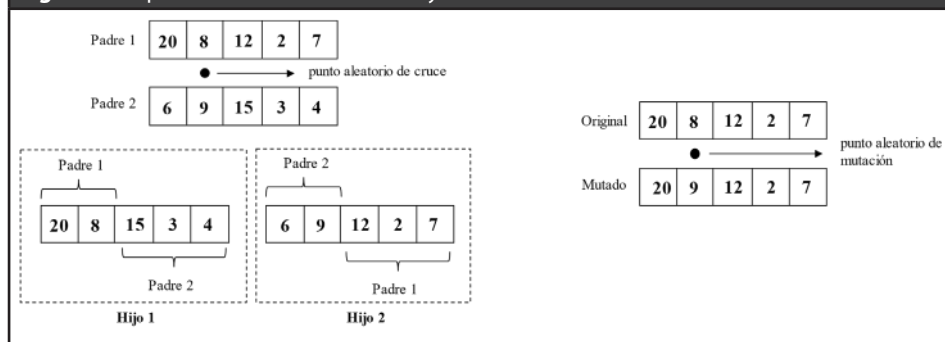 Padre 1 20 8 12 2 7
punto aleatorio de cruce
Padre 2 6 9 15 3 4
Padre 1
20 8 15 3 4
Padre 2
Hijo 1
Padre 2
6 9 12 2 7
Padre 1
Hijo 2
Original 20 8 12 2 7
punto aleatorio de
mutación
Mutado 20 9 12 2 7